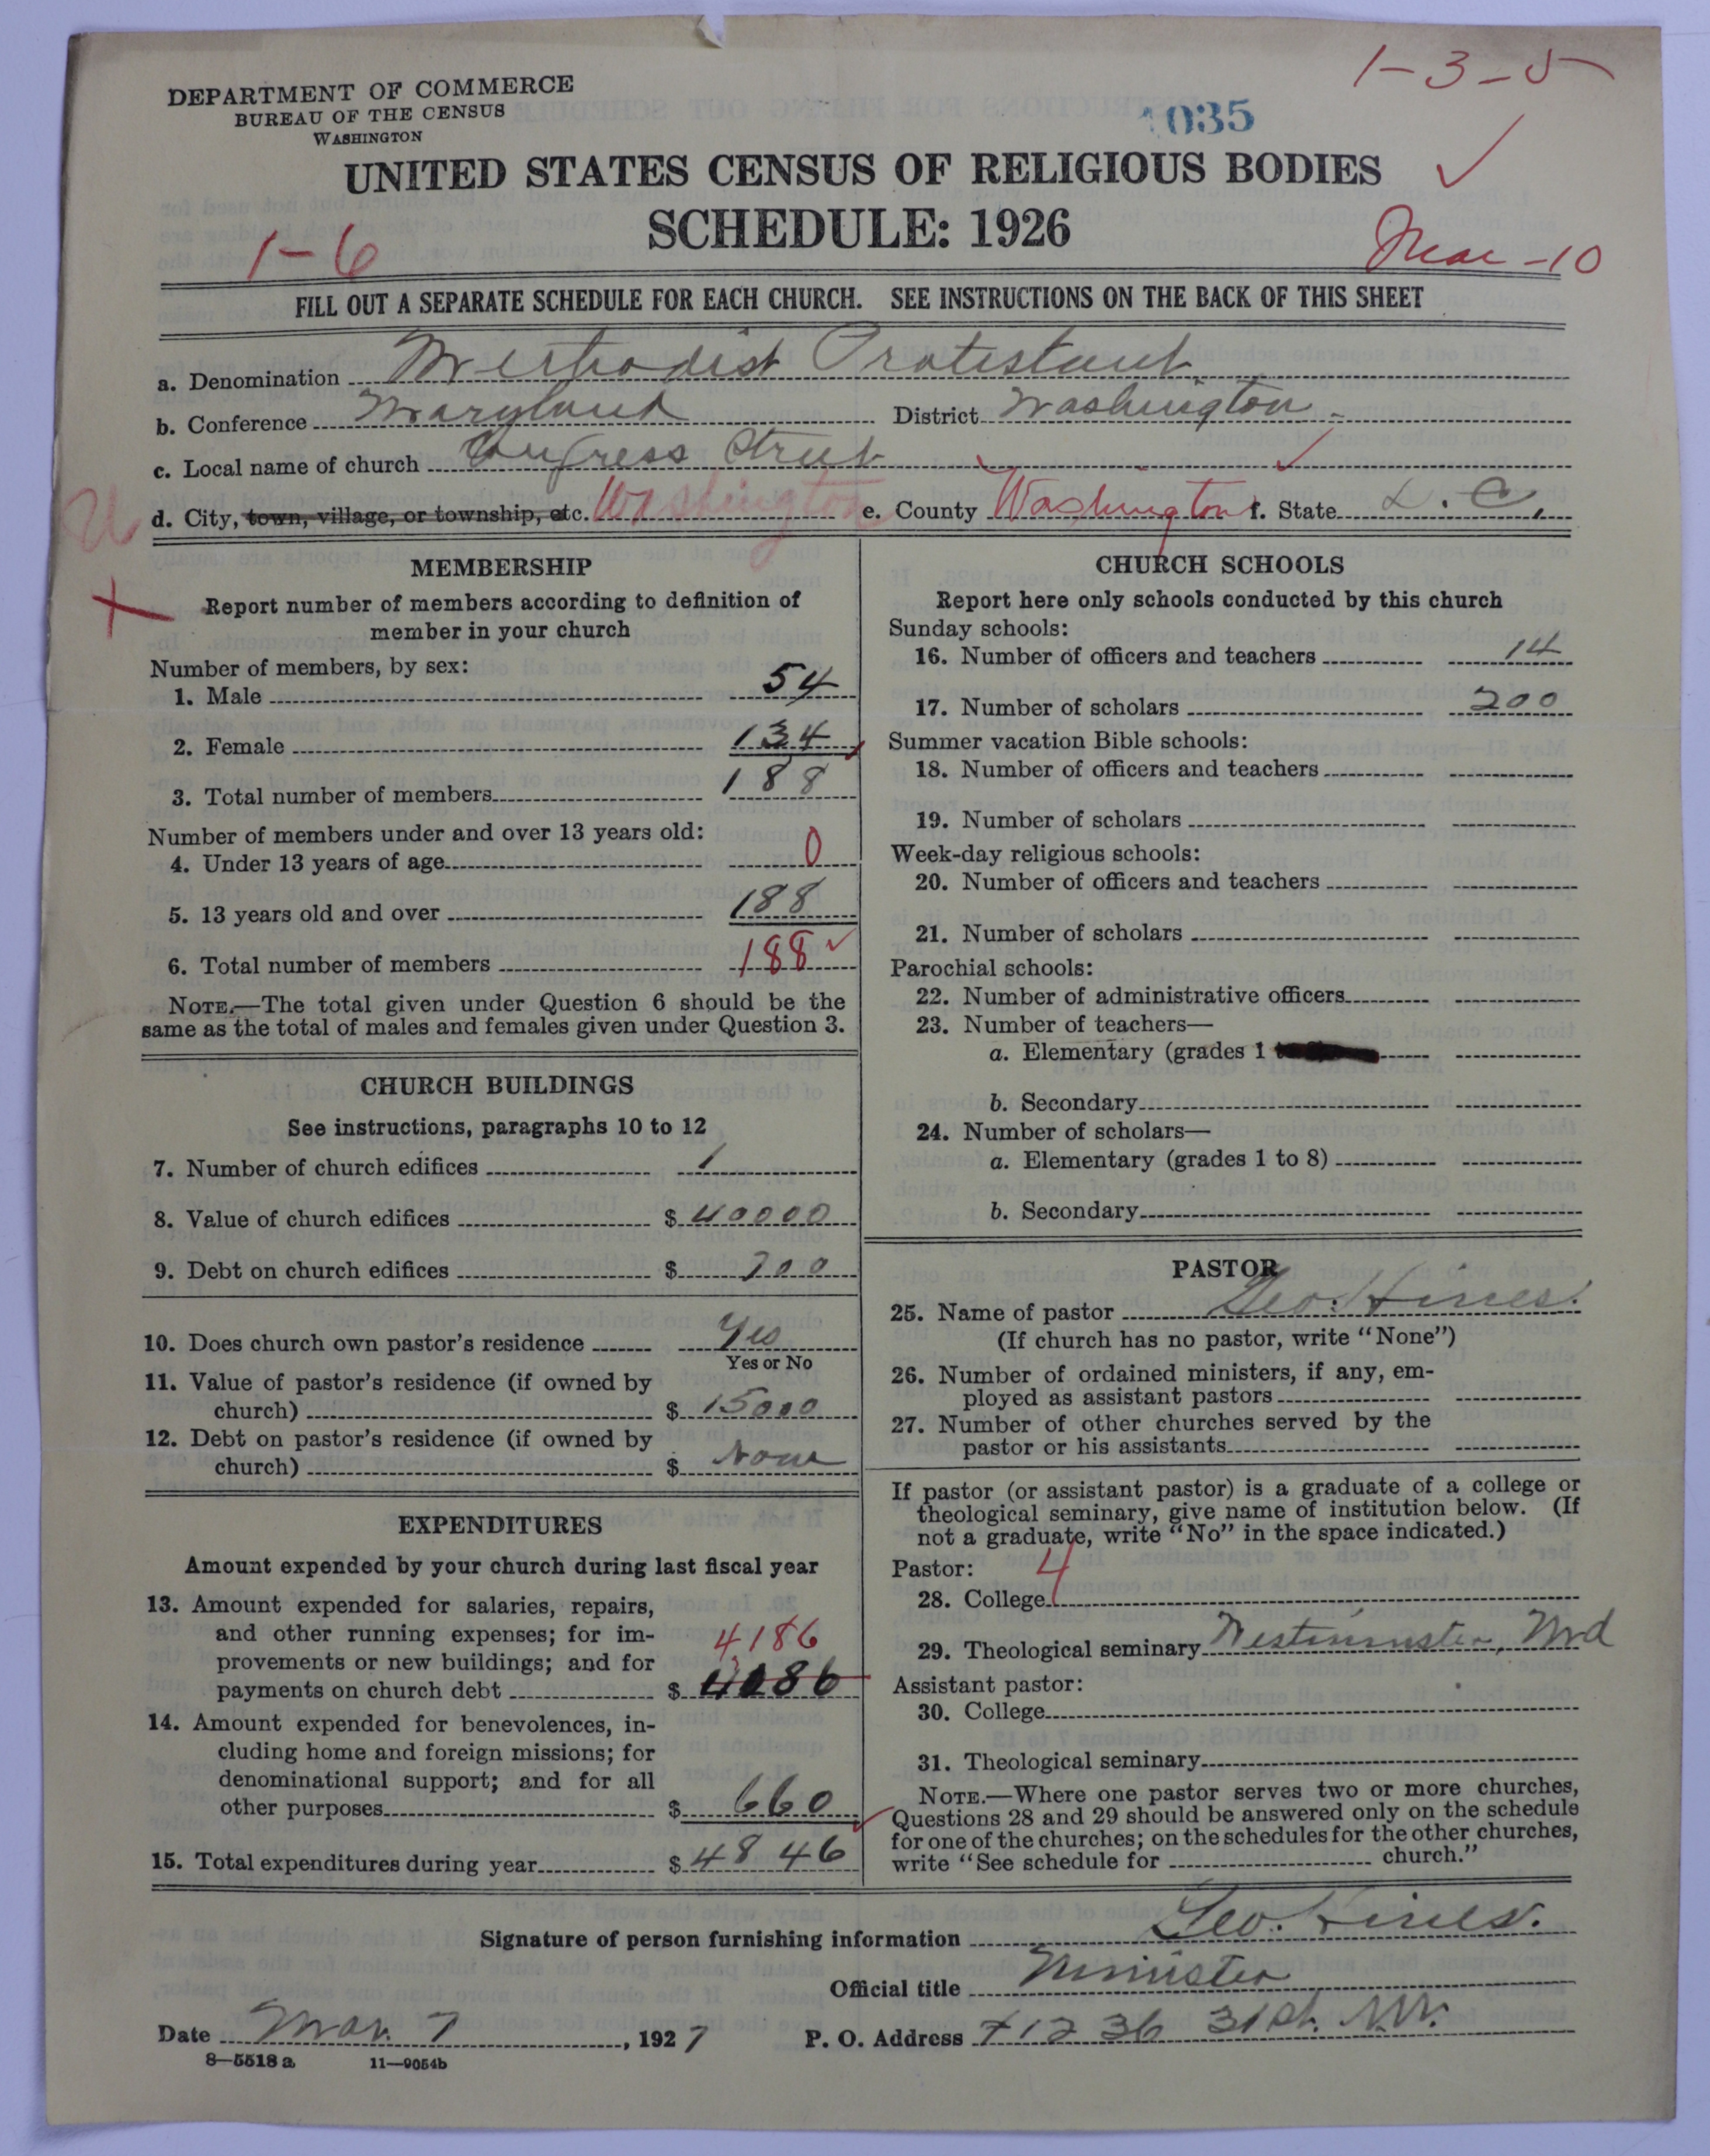 1-3-5
DEPARTMENT OF COMMERCE
BUREAU OF THE CENSUS
WASHINGTON
1035
UNITED STATES CENSUS OF RELIGIOUS BODIES
SCHEDULE: 1926
1-6
Mar -10
FILL OUT A SEPARATE SCHEDULE FOR EACH CHURCH. SEE INSTRUCTIONS ON THE BACK OF THIS SHEET
a. Denomination Methodist Protestant
b. Conference Maryland District Washington
c. Local name of church Congress Street
d. City, town, village, or township, etc. Washington e. County Washington f. State D.C.
MEMBERSHIP
Report number of members according to definition of
member in your church
Number of members, by sex:
1. Male 54
2. Female 134
3. Total number of members 188
Number of members under and over 13 years old:
4. Under 13 years of age 0
5. 13 years old and over 188
6. Total number of members 188
NOTE.—The total given under Question 6 should be the
same as the total of males and females given under Question 3.
CHURCH BUILDINGS
See instructions, paragraphs 10 to 12
7. Number of church edifices 1
8. Value of church edifices $ 40000
9. Debt on church edifices $ 700
10. Does church own pastor's residence Yes
Yes or No
11. Value of pastor's residence (if owned by
church) $ 15000
12. Debt on pastor's residence (if owned by
church) $ None
EXPENDITURES
Amount expended by your church during last fiscal year
13. Amount expended for salaries, repairs,
and other running expenses; for im-
provements or new buildings; and for
4186
payments on church debt $ 4086
14. Amount expended for benevolences, in-
cluding home and foreign missions; for
denominational support; and for all
other purposes $ 660
15. Total expenditures during year $ 4846
CHURCH SCHOOLS
Report here only schools conducted by this church
Sunday schools:
16. Number of officers and teachers 14
17. Number of scholars 200
Summer vacation Bible schools:
18. Number of officers and teachers
19. Number of scholars
Week-day religious schools:
20. Number of officers and teachers
21. Number of scholars
Parochial schools:
22. Number of administrative officers
23. Number of teachers—
a. Elementary (grades 1
b. Secondary
24. Number of scholars—
a. Elementary (grades 1 to 8)
b. Secondary
PASTOR
25. Name of pastor Geo. Hines.
(If church has no pastor, write "None")
26. Number of ordained ministers, if any, em-
ployed as assistant pastors
27. Number of other churches served by the
pastor or his assistants
If pastor (or assistant pastor) is a graduate of a college or
theological seminary, give name of institution below. (If
not a graduate, write "No" in the space indicated.)
Pastor: 4
28. College
29. Theological seminary Westminster, Md
Assistant pastor:
30. College
31. Theological seminary
NOTE.—Where one pastor serves two or more churches,
Questions 28 and 29 should be answered only on the schedule
for one of the churches; on the schedules for the other churches,
write "See schedule for church."
Signature of person furnishing information Geo. Hines.
Official title Minister
Date Mar. 7, 1927 P. O. Address 1236 31 St. N.W.
8—5518 a 11—9054b